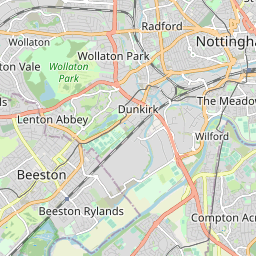 Radford
Wollaton
Nottingha
Wollaton Park
ton Vale
Wollaton
Park
ds
Dunkirk
The Meadow
Lenton Abbey
Wilford
Beeston
Beeston Rylands
Compton Acr